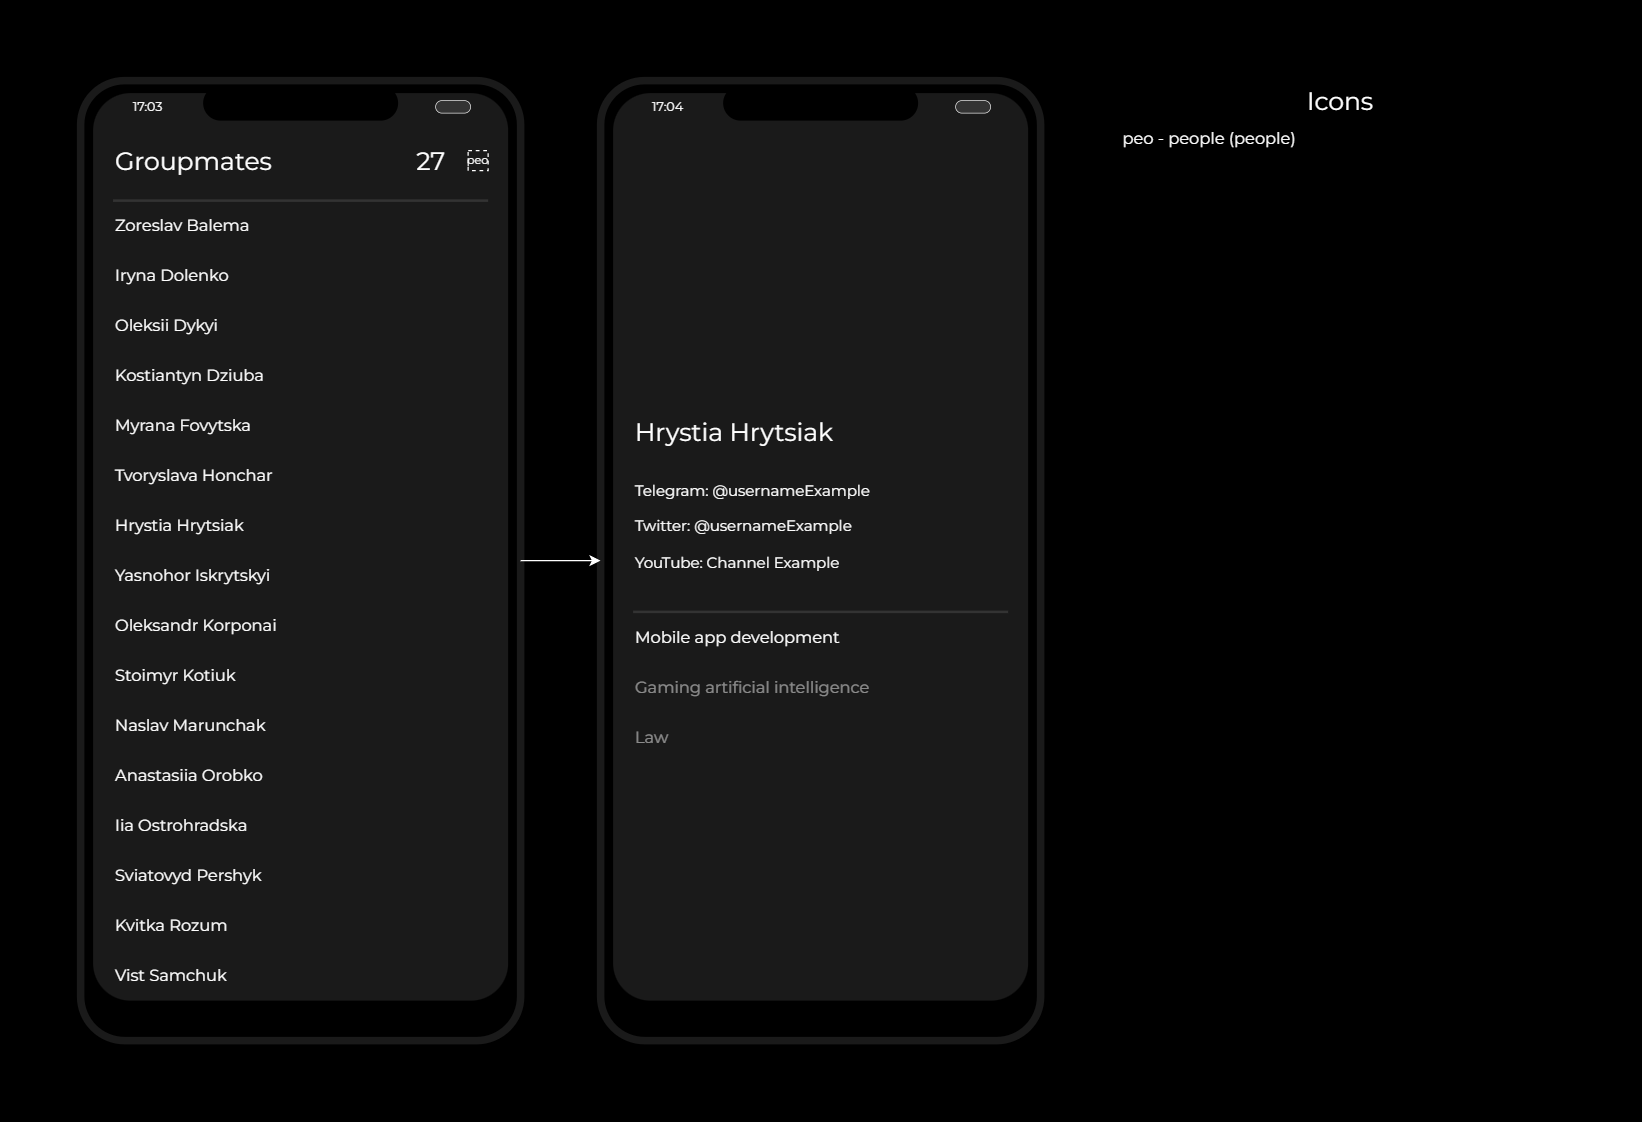 17:03
Groupmates 27 peo
Zoreslav Balema
Iryna Dolenko
Oleksii Dykyi
Kostiantyn Dziuba
Myrana Fovytska
Tvoryslava Honchar
Hrystia Hrytsiak
Yasnohor Iskrytskyi
Oleksandr Korponai
Stoimyr Kotiuk
Naslav Marunchak
Anastasiia Orobko
Iia Ostrohradska
Sviatovyd Pershyk
Kvitka Rozum
Vist Samchuk
17:04
Hrystia Hrytsiak
Telegram: @usernameExample
Twitter: @usernameExample
YouTube: Channel Example
Mobile app development
Gaming artificial intelligence
Law
Icons
peo - people (people)